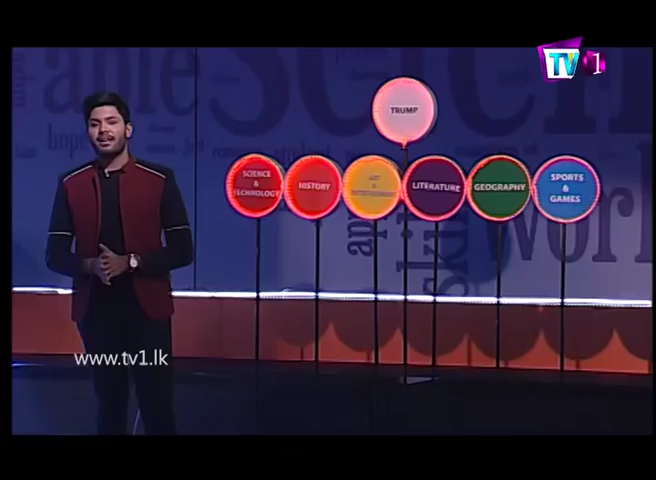 TV1
TRUMP
SCIENCE
&
TECHNOLOGY
HISTORY
ART
&
ENTERTAINMENT
LITERATURE
GEOGRAPHY
SPORTS
&
GAMES
www.tv1.lk